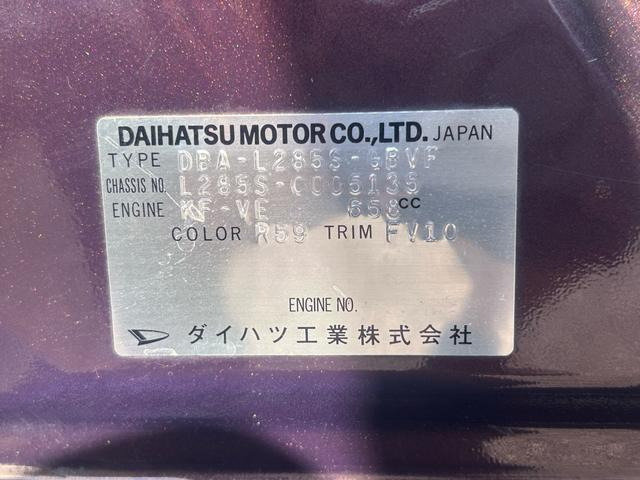 DAIHATSU MOTOR CO.,LTD. JAPAN
TYPE DBA-L285S-GBVF
CHASSIS NO. L285S-0005135
ENGINE KF-VE 658CC
COLOR R59 TRIM FV10
ENGINE NO.
ダイハツ工業株式会社